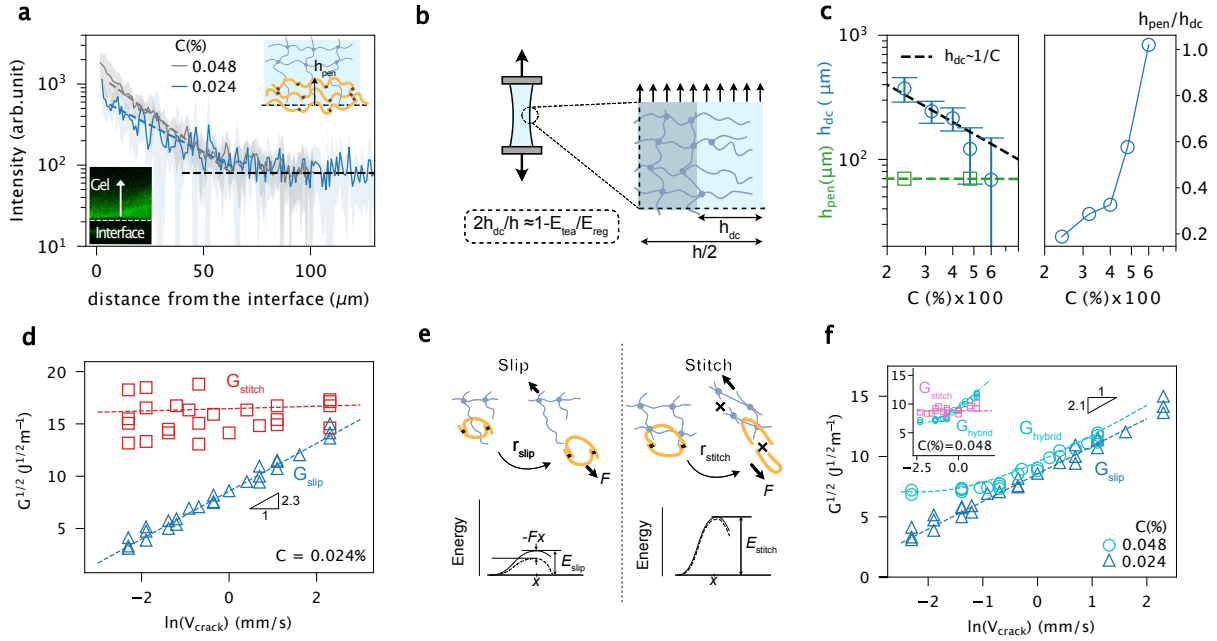 a
C(%)
0.048
0.024
h_pen
Intensity (arb.unit)
10^3
10^2
10^1
Gel
Interface
0
50
100
distance from the interface (μm)
b
2h_dc/h ≈1-E_tea/E_reg
h_dc
h/2
c
h_dc~1/C
h_pen(μm) h_dc (μm)
10^3
10^2
2
3
4
5
6
C (%) x 100
h_pen/h_dc
1.0
0.8
0.6
0.4
0.2
2
3
4
5
6
C (%) x 100
d
G^1/2 (J^1/2m^-1)
20
15
10
5
G_stitch
G_slip
2.3
1
C = 0.024%
−2
0
2
ln(V_crack) (mm/s)
e
Slip
r_slip
F
Energy
-Fx
E_slip
x
Stitch
r_stitch
F
Energy
E_stitch
x
f
G^1/2 (J^1/2m^-1)
20
15
10
5
0
G_stitch
15
10
5
G_hybrid
C(%)=0.048
−2.5
0.0
1
2.1
G_hybrid
G_slip
C(%)
0.048
0.024
−2
−1
0
1
2
ln(V_crack) (mm/s)